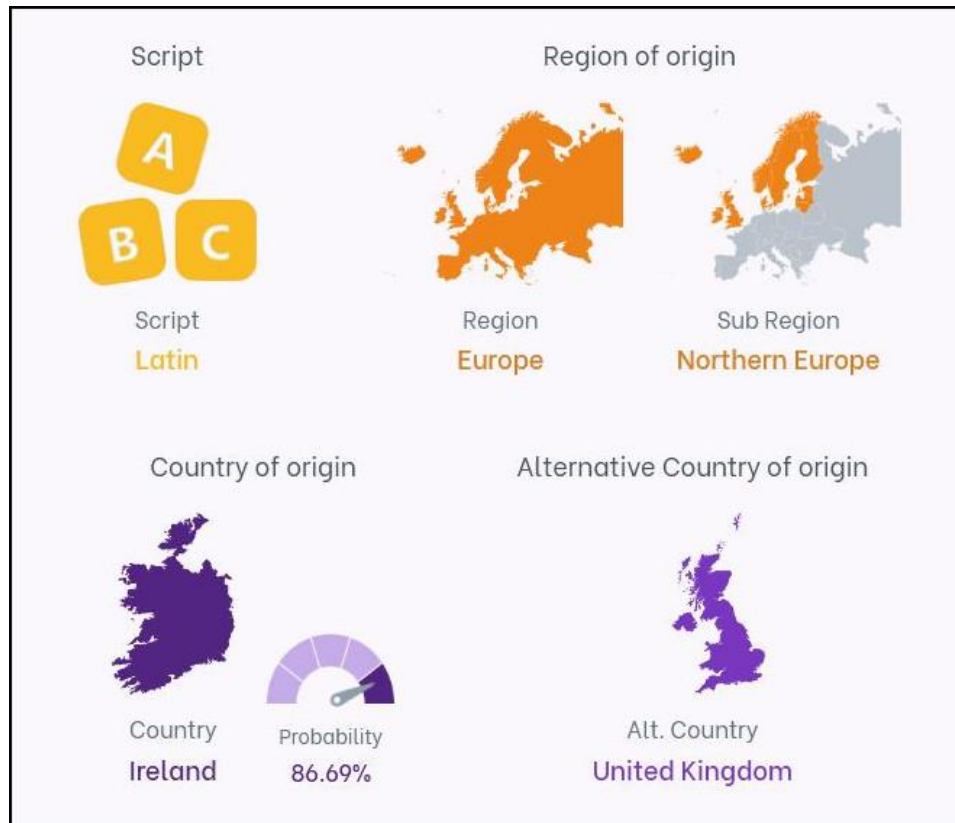 Script
Region of origin
A
B C
Script
Latin
Region
Europe
Sub Region
Northern Europe
Country of origin
Alternative Country of origin
Country
Ireland
Probability
86.69%
Alt. Country
United Kingdom